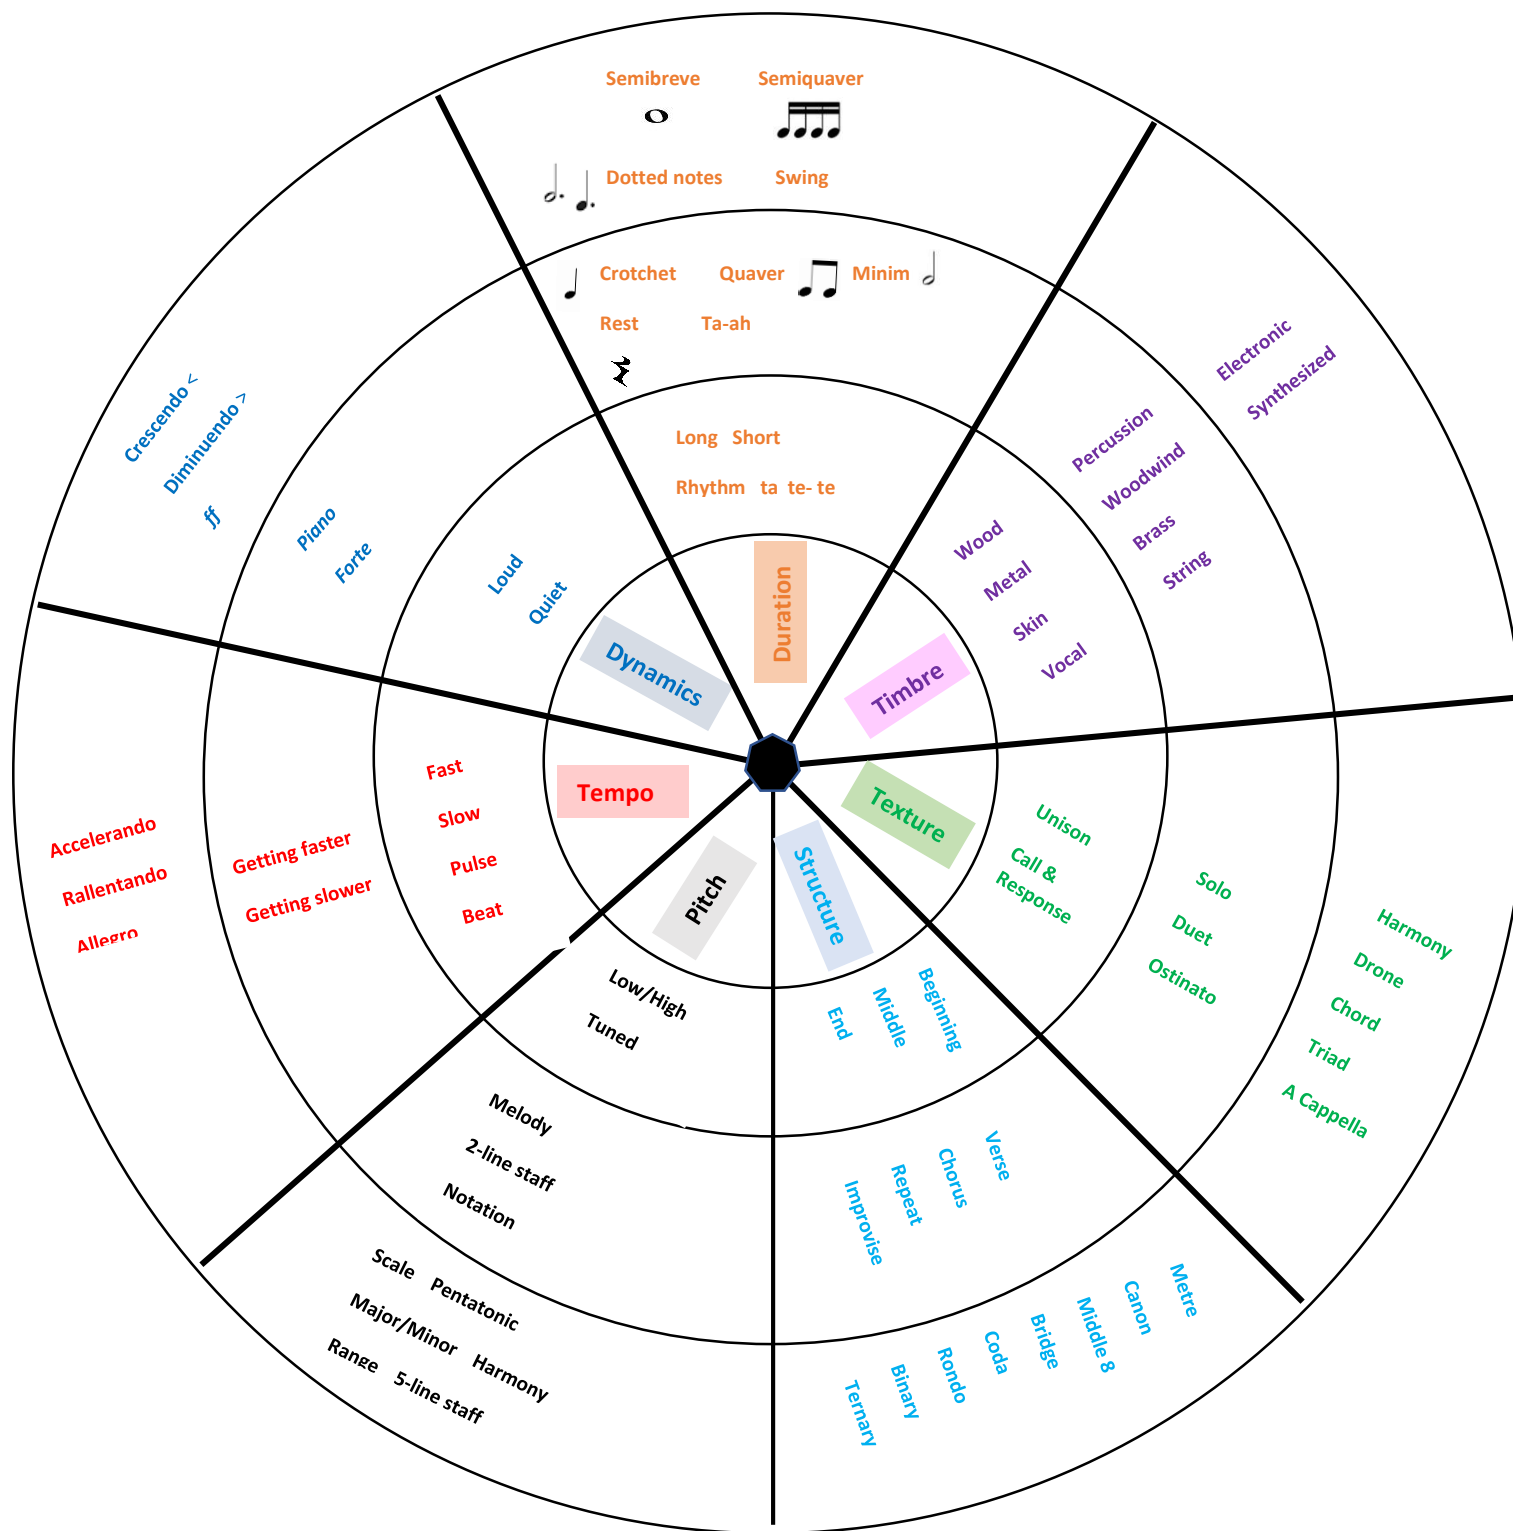 Semibreve Semiquaver
Dotted notes Swing
Crotchet Quaver Minim
Rest Ta-ah
Long Short
Rhythm ta te- te
Duration
Electronic
Synthesized
Percussion
Woodwind
Brass
String
Wood
Metal
Skin
Vocal
Timbre
Texture
Unison
Call &
Response
Solo
Duet
Ostinato
Harmony
Drone
Chord
Triad
A Cappella
Structure
Beginning
Middle
End
Verse
Chorus
Repeat
Improvise
Metre
Canon
Middle 8
Bridge
Coda
Rondo
Binary
Ternary
Pitch
Low/High
Tuned
Melody
2-line staff
Notation
Scale Pentatonic
Major/Minor Harmony
Range 5-line staff
Tempo
Fast
Slow
Pulse
Beat
Getting faster
Getting slower
Accelerando
Rallentando
Allegro
Dynamics
Loud
Quiet
Piano
Forte
Crescendo <
Diminuendo >
ff